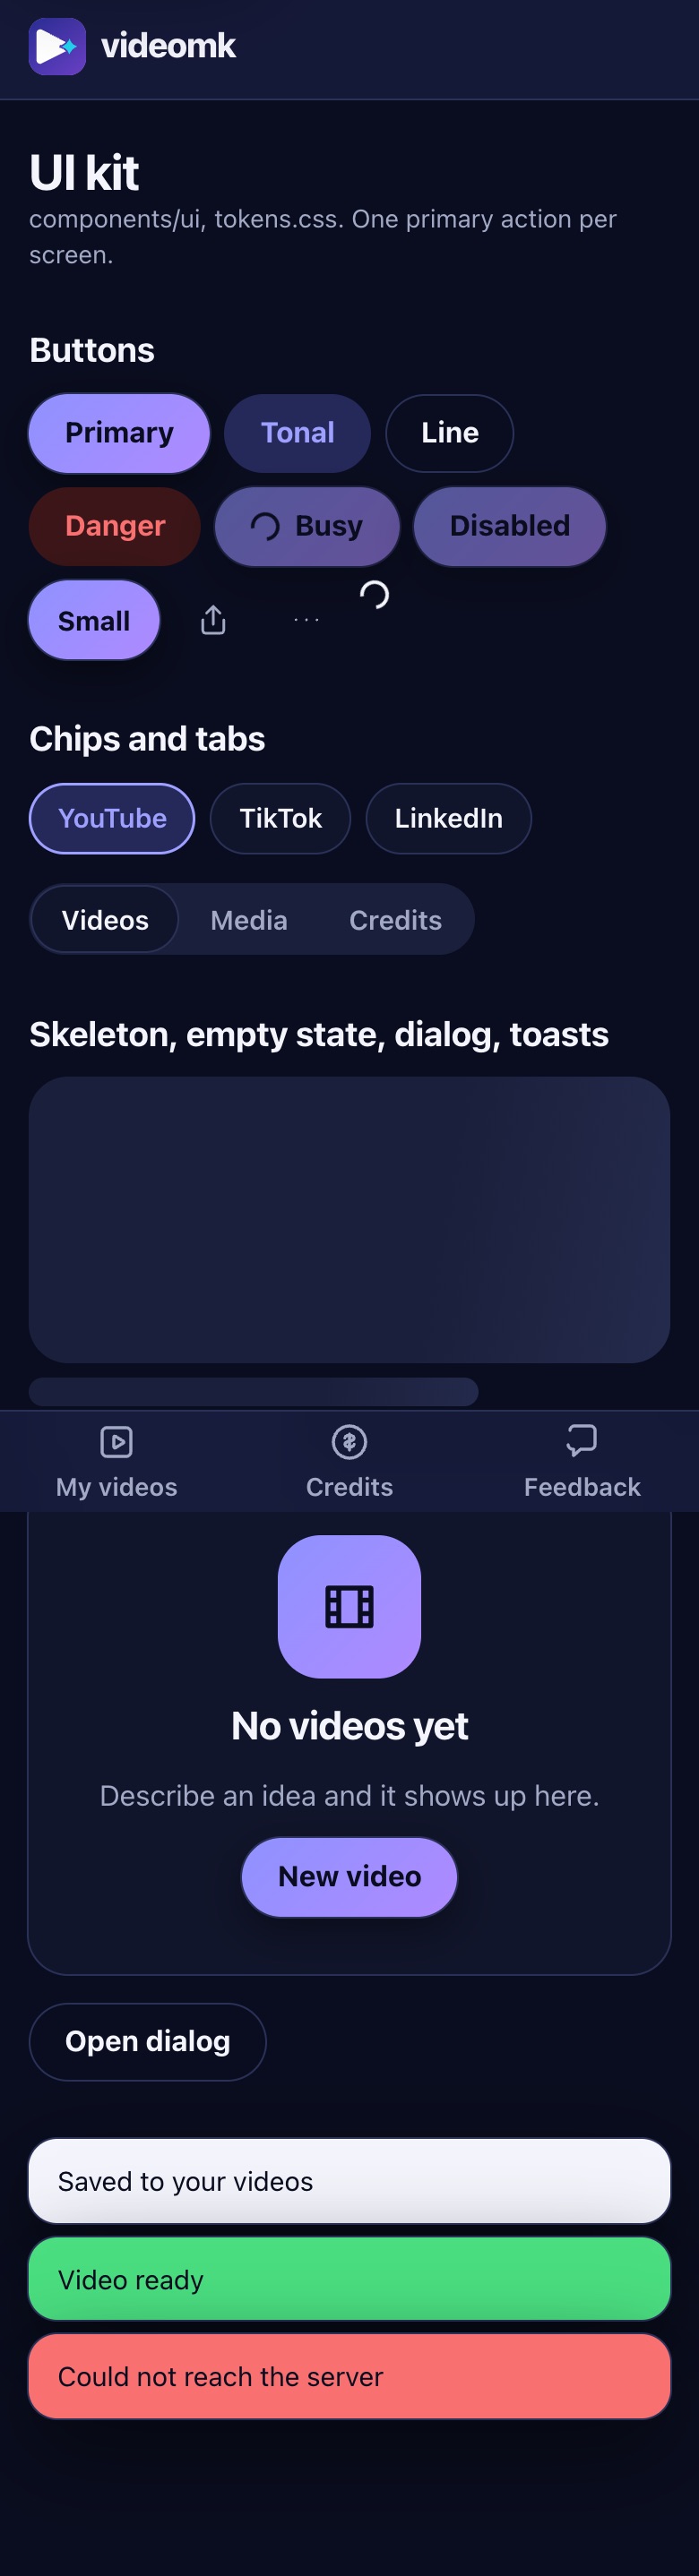 videomk
UI kit
components/ui, tokens.css. One primary action per
screen.
Buttons
Primary
Tonal
Line
Danger
Busy
Disabled
Small
...
Chips and tabs
YouTube
TikTok
LinkedIn
Videos
Media
Credits
Skeleton, empty state, dialog, toasts
My videos
Credits
Feedback
No videos yet
Describe an idea and it shows up here.
New video
Open dialog
Saved to your videos
Video ready
Could not reach the server